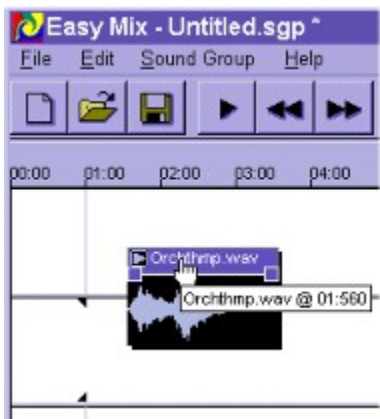 Easy Mix - Untitled.sgp *
File Edit Sound Group Help
00:00 01:00 02:00 03:00 04:00
Orchthmp.wav
Orchthmp.wav @ 01:560